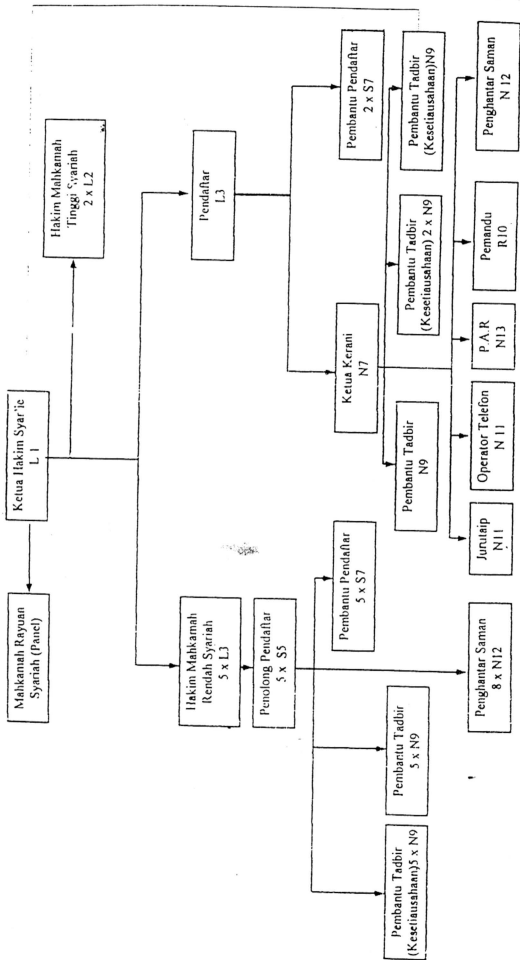 Ketua Hakim Syar'ie
L 1
Mahkamah Rayuan
Syariah (Panel)
Hakim Mahkamah
Tinggi Syariah
2 x L2
Hakim Mahkamah
Rendah Syariah
5 x L3
Pendaftar
L3
Penolong Pendaftar
5 x S5
Pembantu Tadbir
(Kesetiausahaan)5 x N9
Pembantu Tadbir
5 x N9
Pembantu Pendaftar
5 x S7
Penghantar Saman
8 x N12
Ketua Kerani
N7
Pembantu Pendaftar
2 x S7
Pembantu Tadbir
N9
Pembantu Tadbir
(Kesetiausahaan) 2 x N9
Pembantu Tadbir
(Kesetiausahaan)N9
Jurutaip
N11
Operator Telefon
N 11
P.A.R
N13
Pemandu
R10
Penghantar Saman
N 12